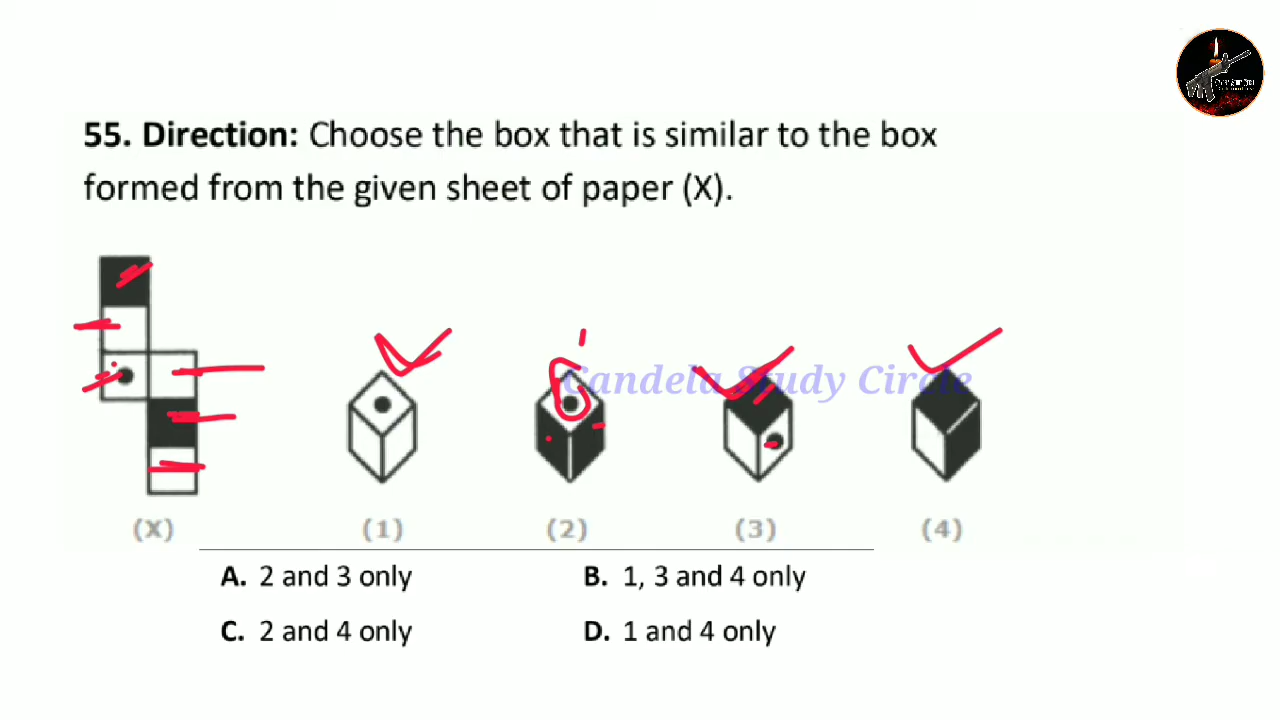 55. Direction: Choose the box that is similar to the box
formed from the given sheet of paper (X).
Candela Study Circle
(X) (1) (2) (3) (4)
A. 2 and 3 only B. 1, 3 and 4 only
C. 2 and 4 only D. 1 and 4 only